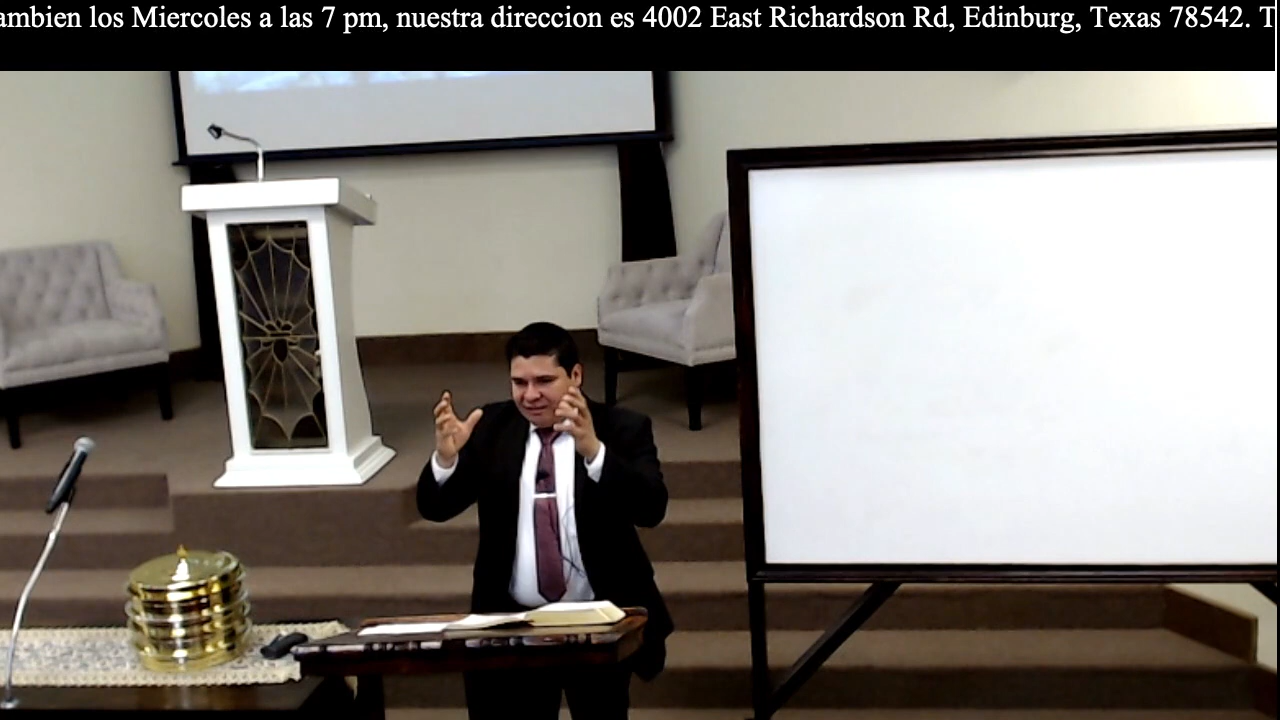 ambien los Miercoles a las 7 pm, nuestra direccion es 4002 East Richardson Rd, Edinburg, Texas 78542. T